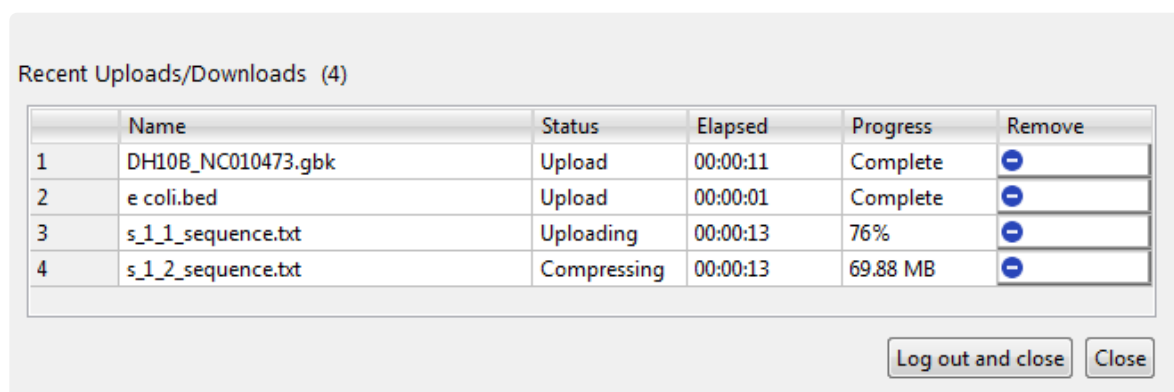 Recent Uploads/Downloads (4)
Name Status Elapsed Progress Remove
1 DH10B_NC010473.gbk Upload 00:00:11 Complete
2 e coli.bed Upload 00:00:01 Complete
3 s_1_1_sequence.txt Uploading 00:00:13 76%
4 s_1_2_sequence.txt Compressing 00:00:13 69.88 MB
Log out and close Close